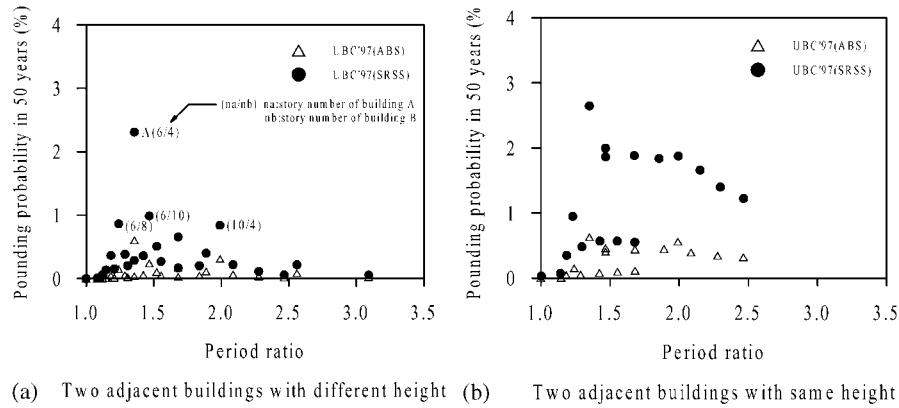 4
3
2
1
0
Pounding probability in 50 years (%)
UBC'97(ABS)
UBC'97(SRSS)
(na/nb) na:story number of building A
nb:story number of building B
A(6/4)
(6/8)
(6/10)
(10/4)
1.0 1.5 2.0 2.5 3.0 3.5
Period ratio
(a) Two adjacent buildings with different height
4
3
2
1
0
Pounding probability in 50 years (%)
UBC'97(ABS)
UBC'97(SRSS)
1.0 1.5 2.0 2.5 3.0 3.5
Period ratio
(b) Two adjacent buildings with same height